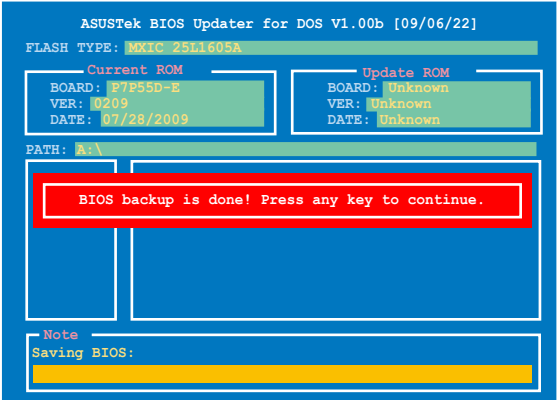 ASUSTek BIOS Updater for DOS V1.00b [09/06/22]
FLASH TYPE: MXIC 25L1605A
Current ROM
BOARD: P7P55D-E
VER: 0209
DATE: 07/28/2009
Update ROM
BOARD: Unknown
VER: Unknown
DATE: Unknown
PATH: A:\
BIOS backup is done! Press any key to continue.
Note
Saving BIOS: